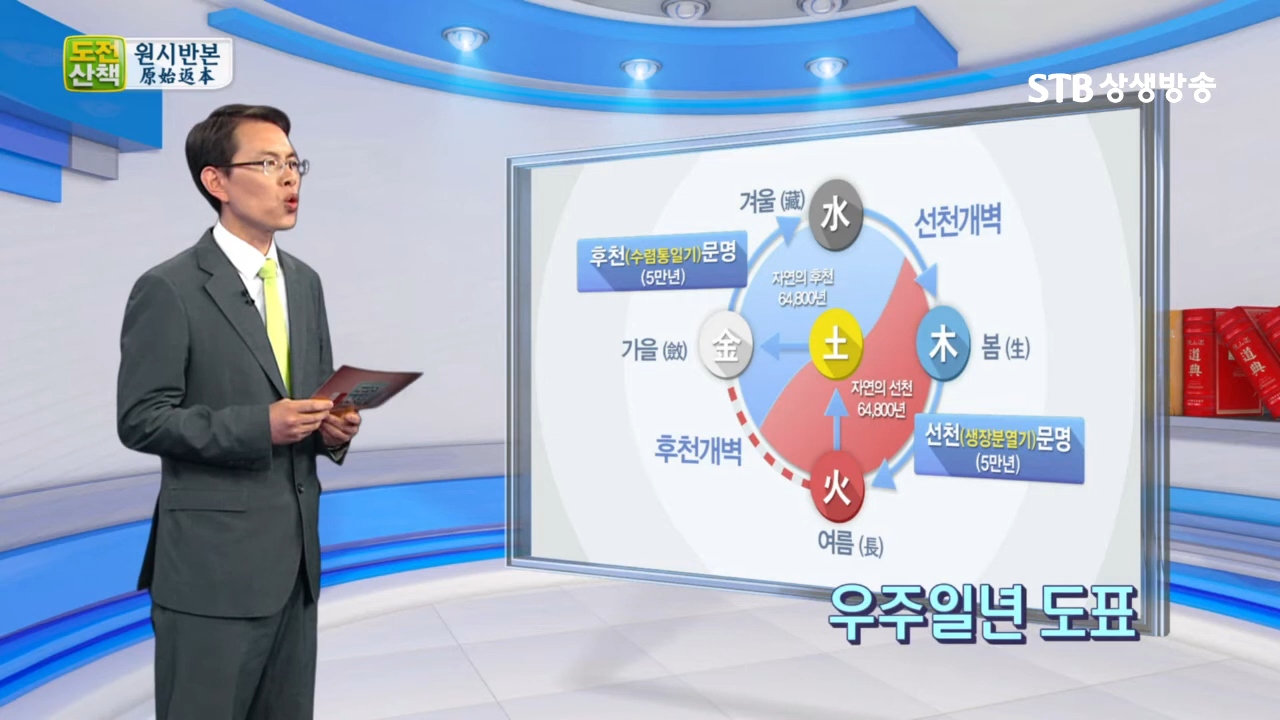 도전
산책
원시반본
原始返本
STB 상생방송
겨울 (藏)
水
선천개벽
후천(수렴통일기)문명
(5만년)
자연의 후천
64,800년
가을 (斂)
金
土
木
봄 (生)
자연의 선천
64,800년
선천(생장분열기)문명
(5만년)
후천개벽
火
여름 (長)
우주일년 도표
道典
道典